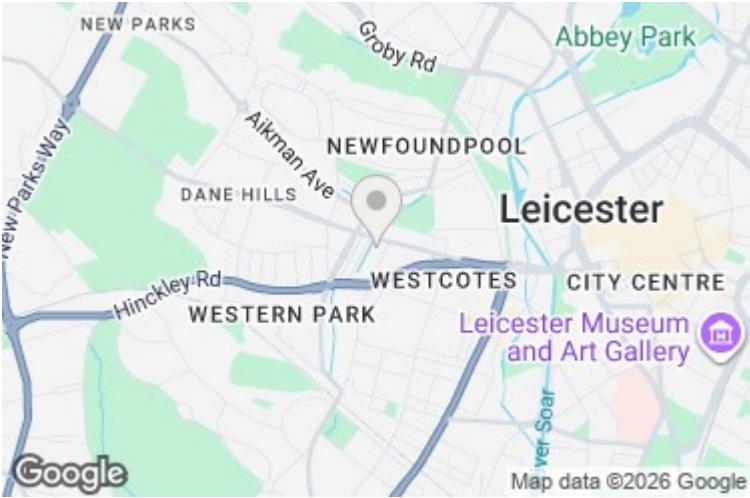 NEW PARKS
Groby Rd
Abbey Park
New Parks Way
Aikman Ave
NEWFOUNDPOOL
DANE HILLS
Leicester
Hinckley Rd
WESTCOTES
CITY CENTRE
WESTERN PARK
Leicester Museum
and Art Gallery
ver Soar
Google
Map data ©2026 Google